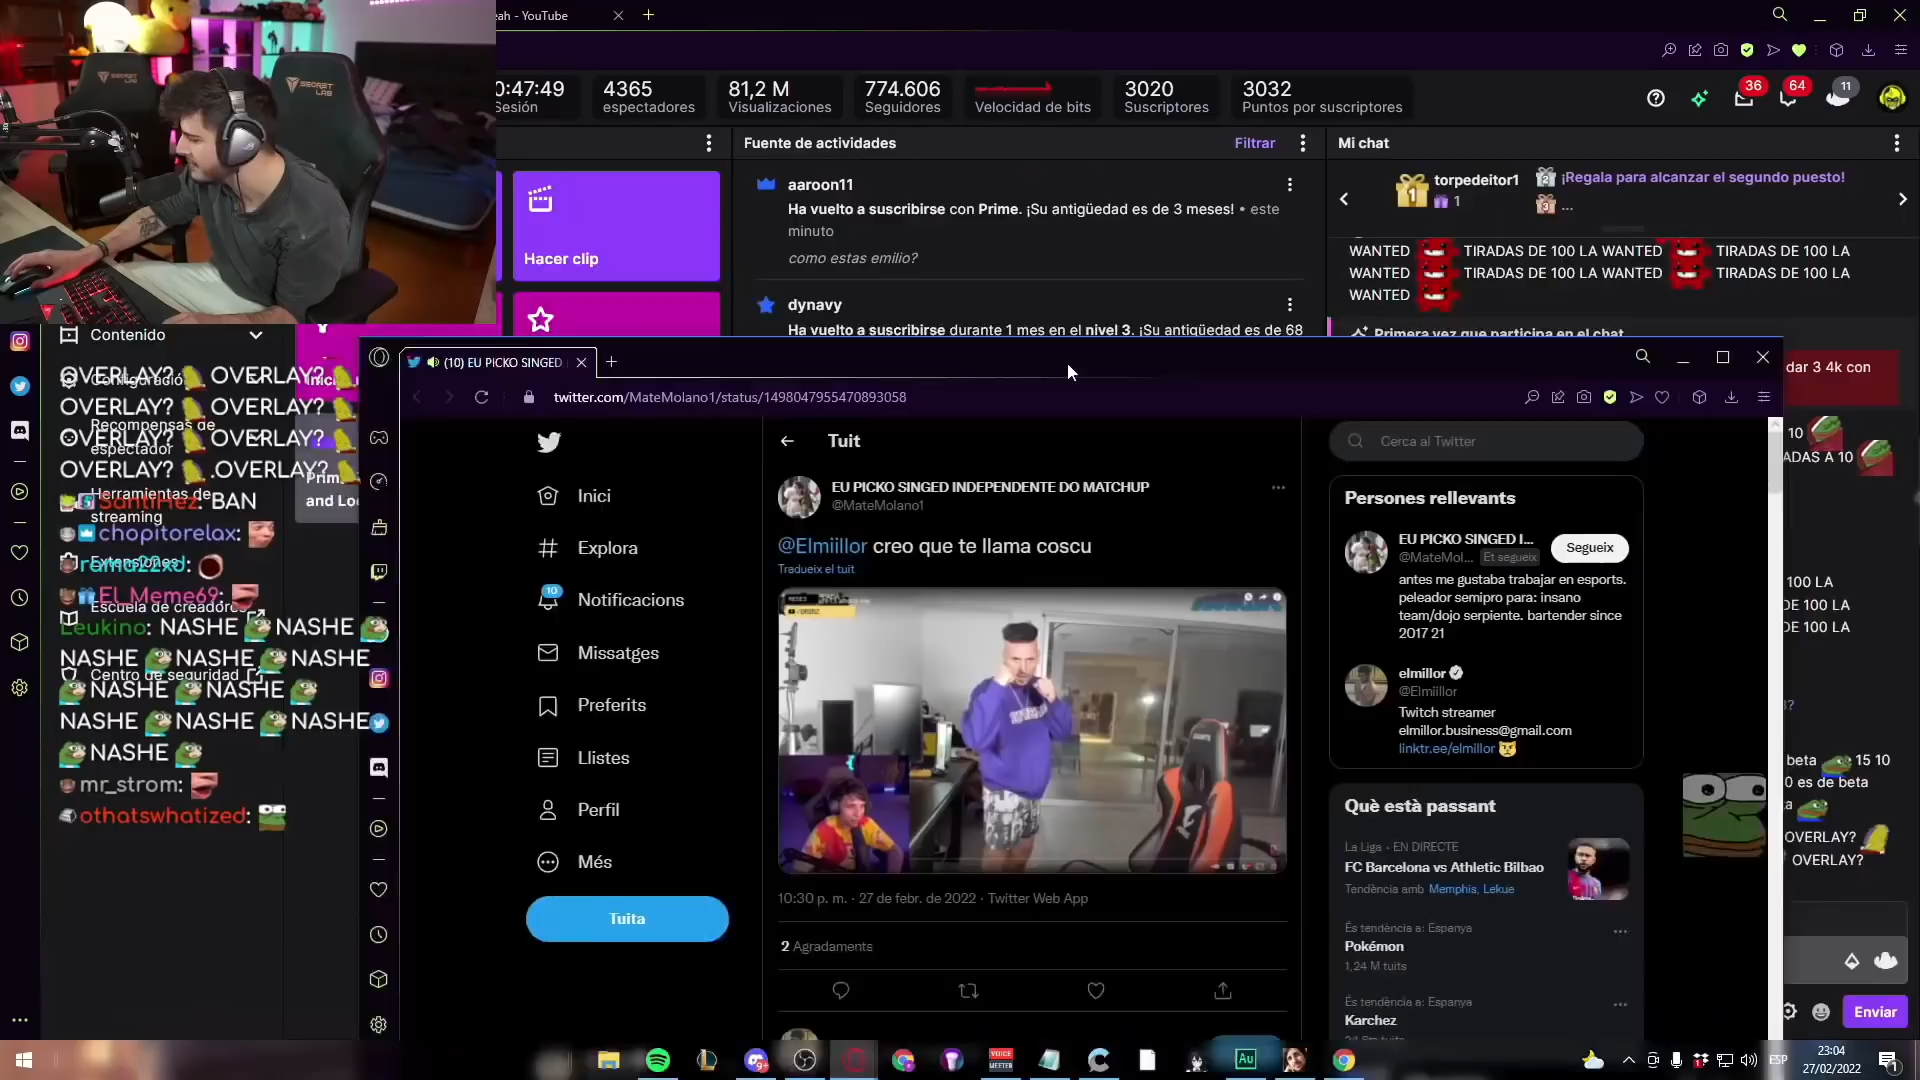 eah - YouTube
0:47:49
Sesión
4365
espectadores
81,2 M
Visualizaciones
774.606
Seguidores
Velocidad de bits
3020
Suscriptores
3032
Puntos por suscriptores
36
64
11
Fuente de actividades
Filtrar
Mi chat
SECRET LAB
Hacer clip
aaroon11
Ha vuelto a suscribirse con Prime. ¡Su antigüedad es de 3 meses! • este
minuto
como estas emilio?
dynavy
Ha vuelto a suscribirse durante 1 mes en el nivel 3. ¡Su antigüedad es de 68
torpedeitor1
1
¡Regala para alcanzar el segundo puesto!
...
WANTED TIRADAS DE 100 LA WANTED TIRADAS DE 100 LA
WANTED TIRADAS DE 100 LA WANTED TIRADAS DE 100 LA
WANTED
Primera vez que participa en el chat
dar 3 4k con
10
ADAS A 10
100 LA
DE 100 LA
DE 100 LA
beta 15 10
0 es de beta
OVERLAY?
OVERLAY?
Enviar
Contenido
OVERLAY? OVERLAY?
OVERLAY? OVERLAY?
Recompensas de
OVERLAY? OVERLAY?
espectador
OVERLAY? .OVERLAY?
Herramientas de
SantiHez: BAN
streaming
chopitorelax:
Extensiones
rama22xd:
El_Meme69:
Escuela de creadores
Leukino: NASHE NASHE
NASHE NASHE NASHE
Centro de seguridad
NASHE NASHE
NASHE NASHE NASHE
NASHE
mr_strom:
othatswhatized:
Prim
and Loo
(10) EU PICKO SINGED
twitter.com/MateMolano1/status/1498047955470893058
Inici
Explora
10
Notificacions
Missatges
Preferits
Llistes
Perfil
Més
Tuita
Tuit
EU PICKO SINGED INDEPENDENTE DO MATCHUP
@MateMolano1
@Elmiillor creo que te llama coscu
Tradueix el tuit
10:30 p. m. · 27 de febr. de 2022 · Twitter Web App
2 Agradaments
Cerca al Twitter
Persones rellevants
EU PICKO SINGED I...
@MateMol... Et segueix
Segueix
antes me gustaba trabajar en esports.
peleador semipro para: insano
team/dojo serpiente. bartender since
2017 21
elmillor
@Elmiillor
Twitch streamer
elmillor.business@gmail.com
linktr.ee/elmillor
Què està passant
La Liga · EN DIRECTE
FC Barcelona vs Athletic Bilbao
Tendència amb Memphis, Lekue
És tendència a: Espanya
Pokémon
1,24 M tuits
És tendència a: Espanya
Karchez
VOICE
MEETER
Au
ESP
23:04
27/02/2022
1